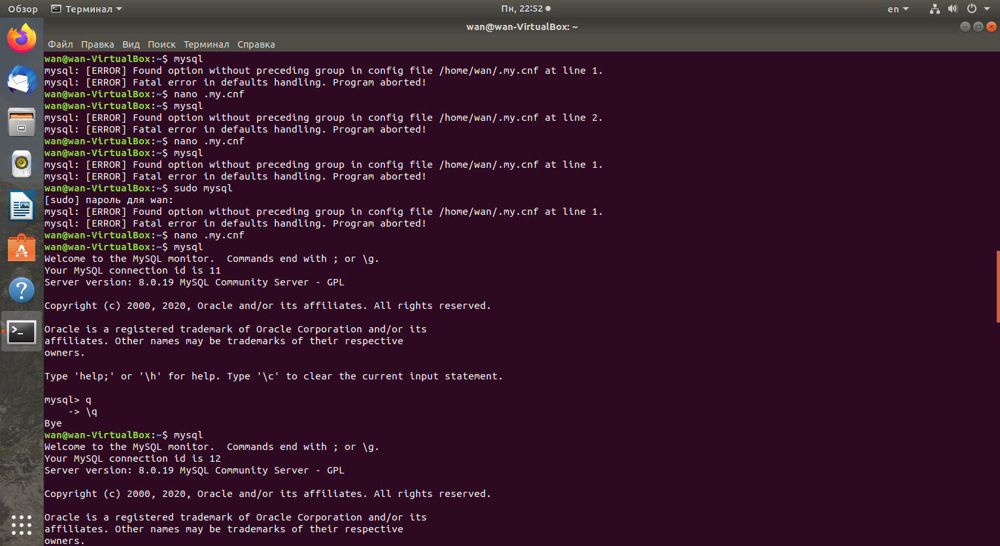 Обзор
Терминал
Пн, 22:52
en
wan@wan-VirtualBox: ~
Файл Правка Вид Поиск Терминал Справка
wan@wan-VirtualBox:~$ mysql
mysql: [ERROR] Found option without preceding group in config file /home/wan/.my.cnf at line 1.
mysql: [ERROR] Fatal error in defaults handling. Program aborted!
wan@wan-VirtualBox:~$ nano .my.cnf
wan@wan-VirtualBox:~$ mysql
mysql: [ERROR] Found option without preceding group in config file /home/wan/.my.cnf at line 2.
mysql: [ERROR] Fatal error in defaults handling. Program aborted!
wan@wan-VirtualBox:~$ nano .my.cnf
wan@wan-VirtualBox:~$ mysql
mysql: [ERROR] Found option without preceding group in config file /home/wan/.my.cnf at line 1.
mysql: [ERROR] Fatal error in defaults handling. Program aborted!
wan@wan-VirtualBox:~$ sudo mysql
[sudo] пароль для wan:
mysql: [ERROR] Found option without preceding group in config file /home/wan/.my.cnf at line 1.
mysql: [ERROR] Fatal error in defaults handling. Program aborted!
wan@wan-VirtualBox:~$ nano .my.cnf
wan@wan-VirtualBox:~$ mysql
Welcome to the MySQL monitor.  Commands end with ; or \g.
Your MySQL connection id is 11
Server version: 8.0.19 MySQL Community Server - GPL
Copyright (c) 2000, 2020, Oracle and/or its affiliates. All rights reserved.
Oracle is a registered trademark of Oracle Corporation and/or its
affiliates. Other names may be trademarks of their respective
owners.
Type 'help;' or '\h' for help. Type '\c' to clear the current input statement.
mysql> q
    -> \q
Bye
wan@wan-VirtualBox:~$ mysql
Welcome to the MySQL monitor.  Commands end with ; or \g.
Your MySQL connection id is 12
Server version: 8.0.19 MySQL Community Server - GPL
Copyright (c) 2000, 2020, Oracle and/or its affiliates. All rights reserved.
Oracle is a registered trademark of Oracle Corporation and/or its
affiliates. Other names may be trademarks of their respective
owners.